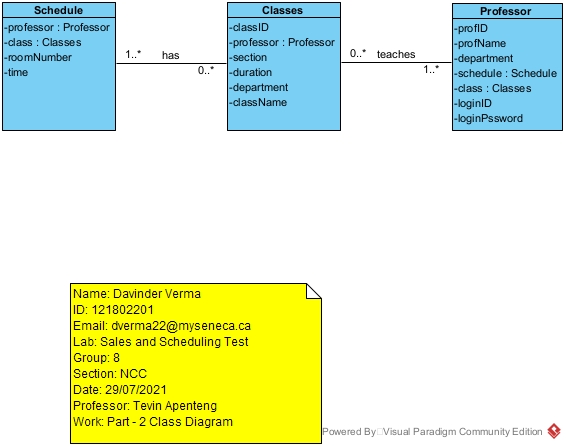 Schedule
-professor : Professor
-class : Classes
-roomNumber
-time
1..*
has
0..*
Classes
-classID
-professor : Professor
-section
-duration
-department
-className
0..*
teaches
1..*
Professor
-profID
-profName
-department
-schedule : Schedule
-class : Classes
-loginID
-loginPssword
Name: Davinder Verma
ID: 121802201
Email: dverma22@myseneca.ca
Lab: Sales and Scheduling Test
Group: 8
Section: NCC
Date: 29/07/2021
Professor: Tevin Apenteng
Work: Part - 2 Class Diagram
Powered By Visual Paradigm Community Edition